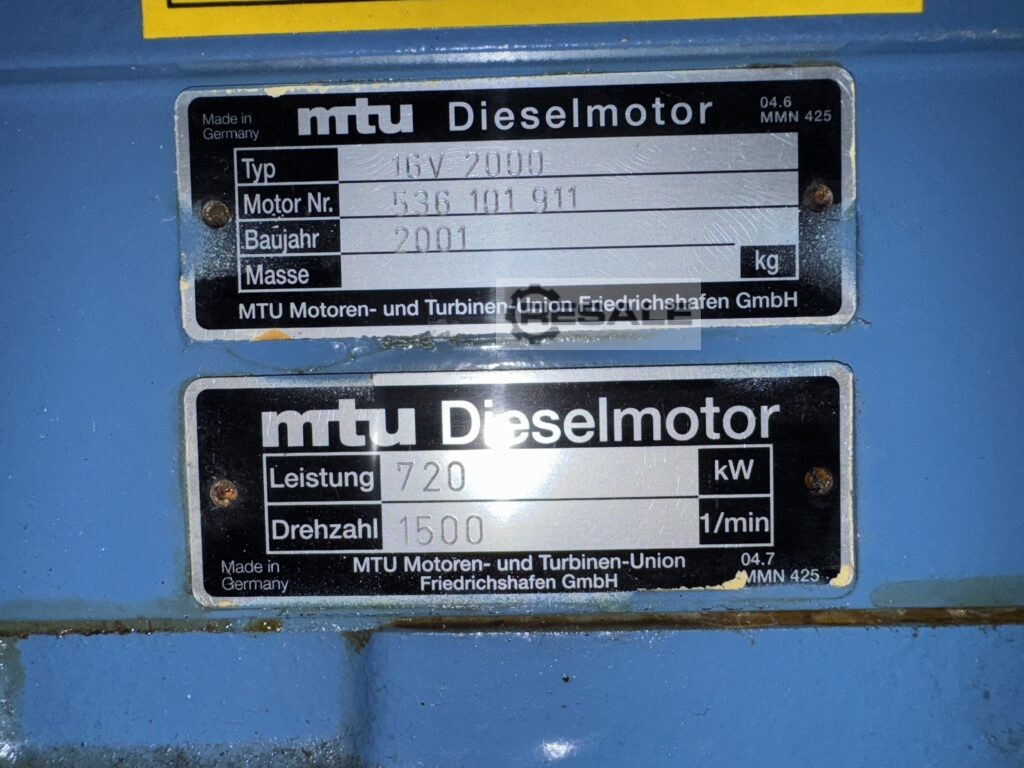 Made in
Germany
mtu Dieselmotor
04.6
MMN 425
Typ 16V 2000
Motor Nr. 536 101 911
Baujahr 2001
Masse kg
MTU Motoren- und Turbinen-Union Friedrichshafen GmbH
RESALE
mtu Dieselmotor
Leistung 720 kW
Drehzahl 1500 1/min
Made in
Germany
MTU Motoren- und Turbinen-Union
Friedrichshafen GmbH
04.7
MMN 425